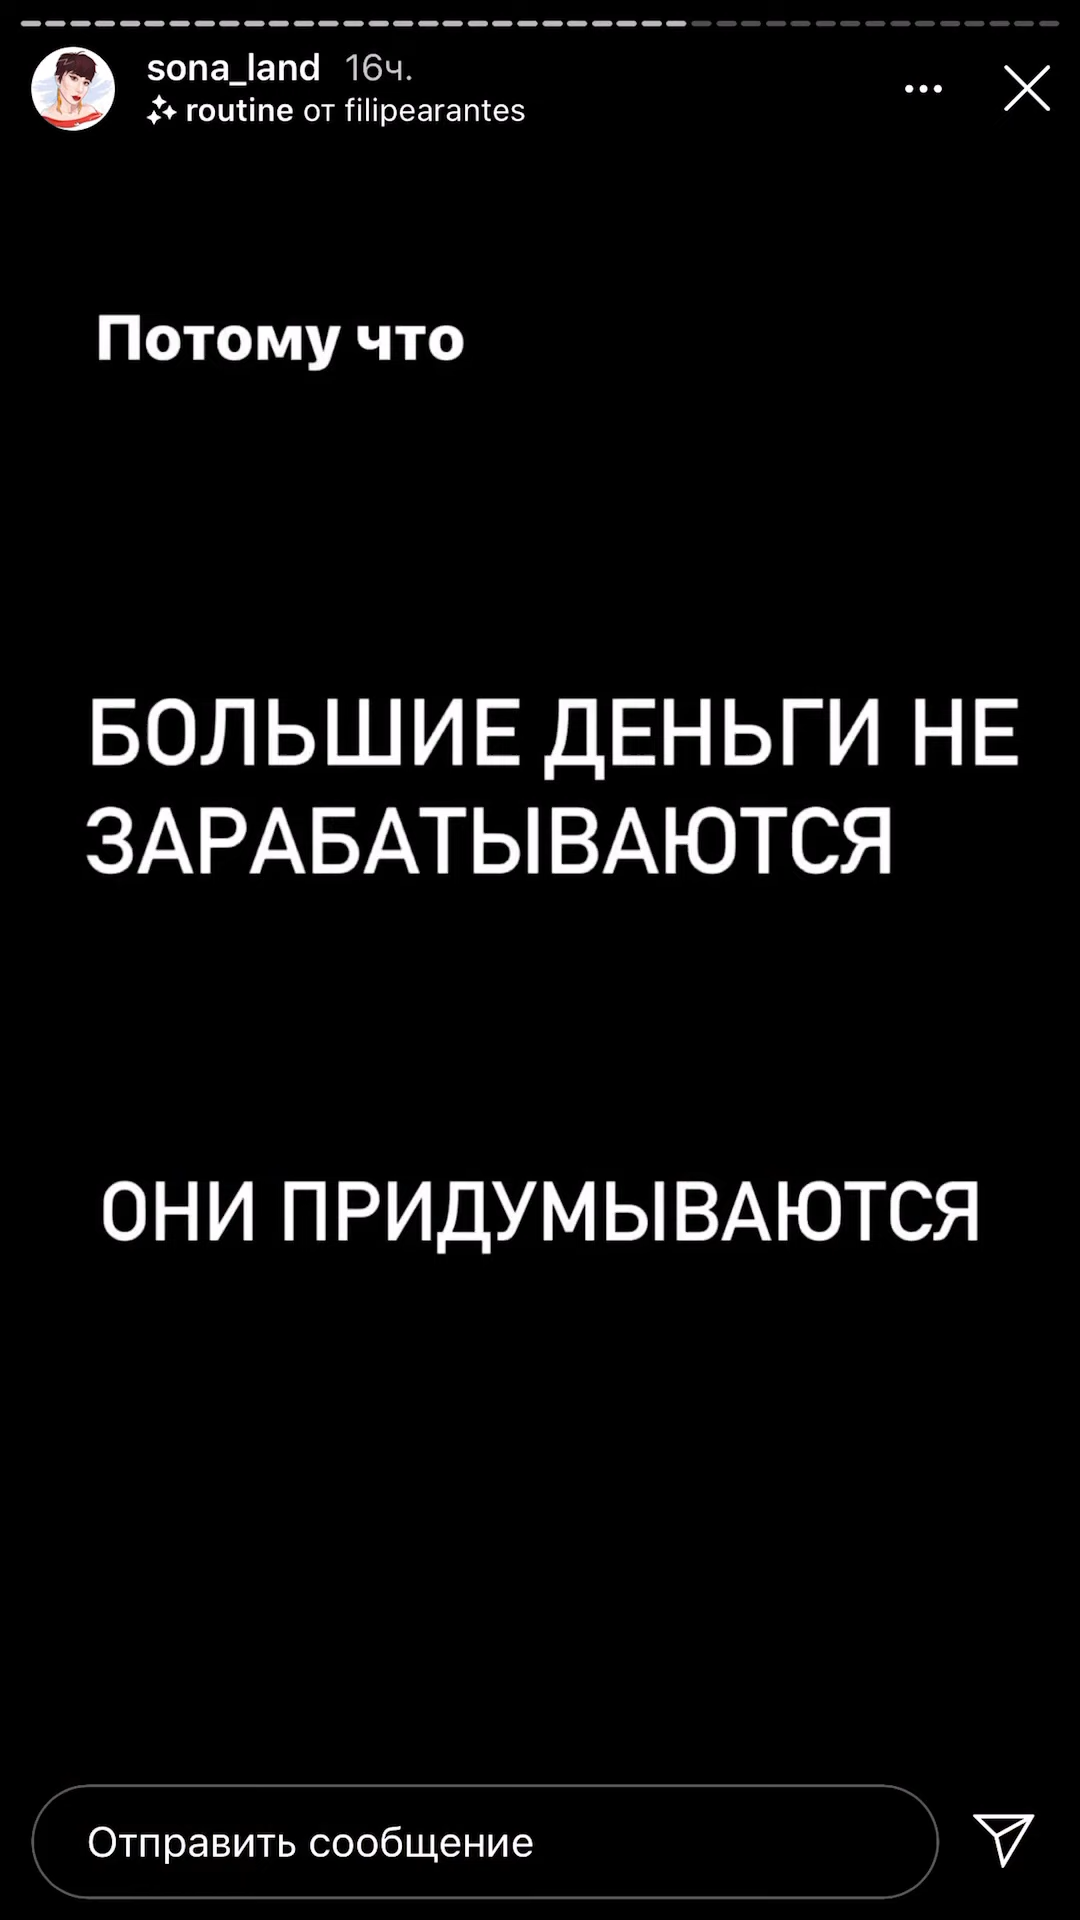 sona_land 16ч.
routine от filipearantes
Потому что
БОЛЬШИЕ ДЕНЬГИ НЕ
ЗАРАБАТЫВАЮТСЯ
ОНИ ПРИДУМЫВАЮТСЯ
Отправить сообщение